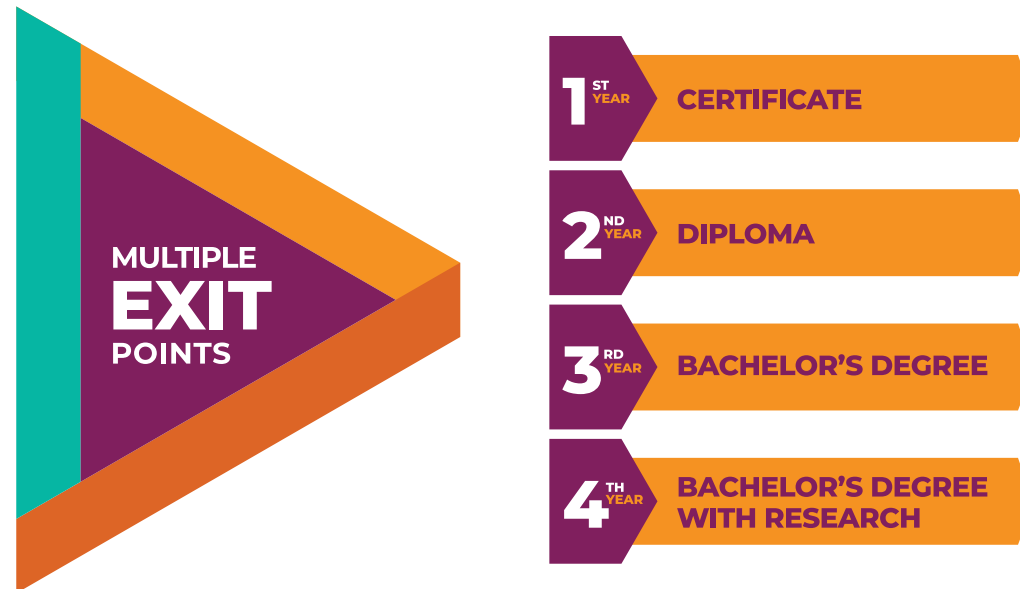 MULTIPLE
EXIT
POINTS
1ST YEAR
CERTIFICATE
2ND YEAR
DIPLOMA
3RD YEAR
BACHELOR'S DEGREE
4TH YEAR
BACHELOR'S DEGREE
WITH RESEARCH